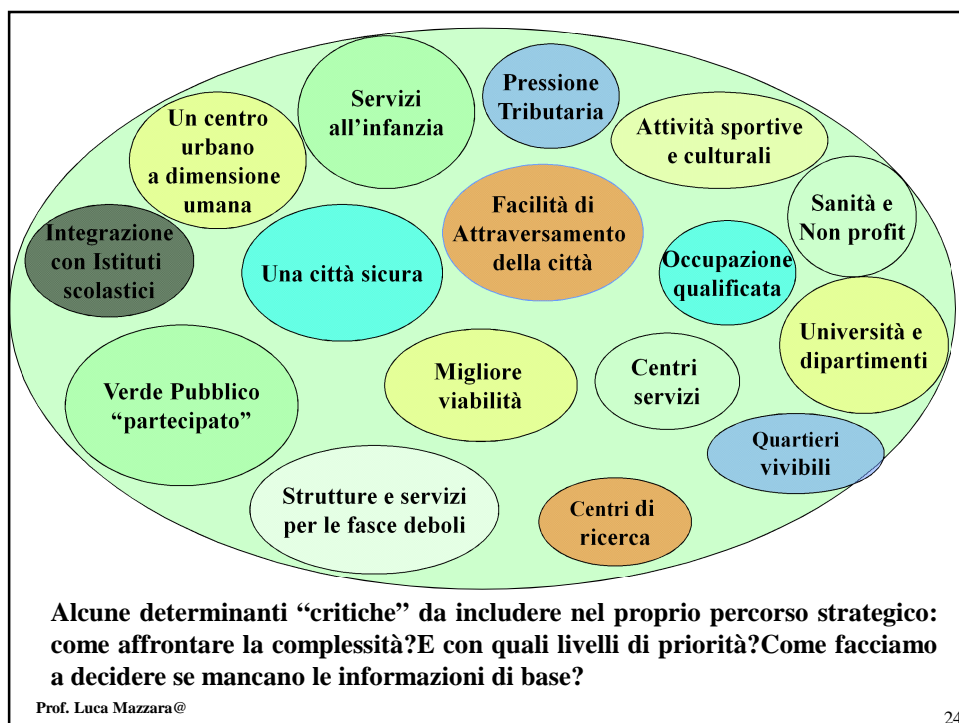 Servizi
all'infanzia
Pressione
Tributaria
Un centro
urbano
a dimensione
umana
Attività sportive
e culturali
Sanità e
Non profit
Integrazione
con Istituti
scolastici
Una città sicura
Facilità di
Attraversamento
della città
Occupazione
qualificata
Università e
dipartimenti
Verde Pubblico
“partecipato”
Migliore
viabilità
Centri
servizi
Quartieri
vivibili
Strutture e servizi
per le fasce deboli
Centri di
ricerca
Alcune determinanti “critiche” da includere nel proprio percorso strategico:
come affrontare la complessità?E con quali livelli di priorità?Come facciamo
a decidere se mancano le informazioni di base?
Prof. Luca Mazzara@
24